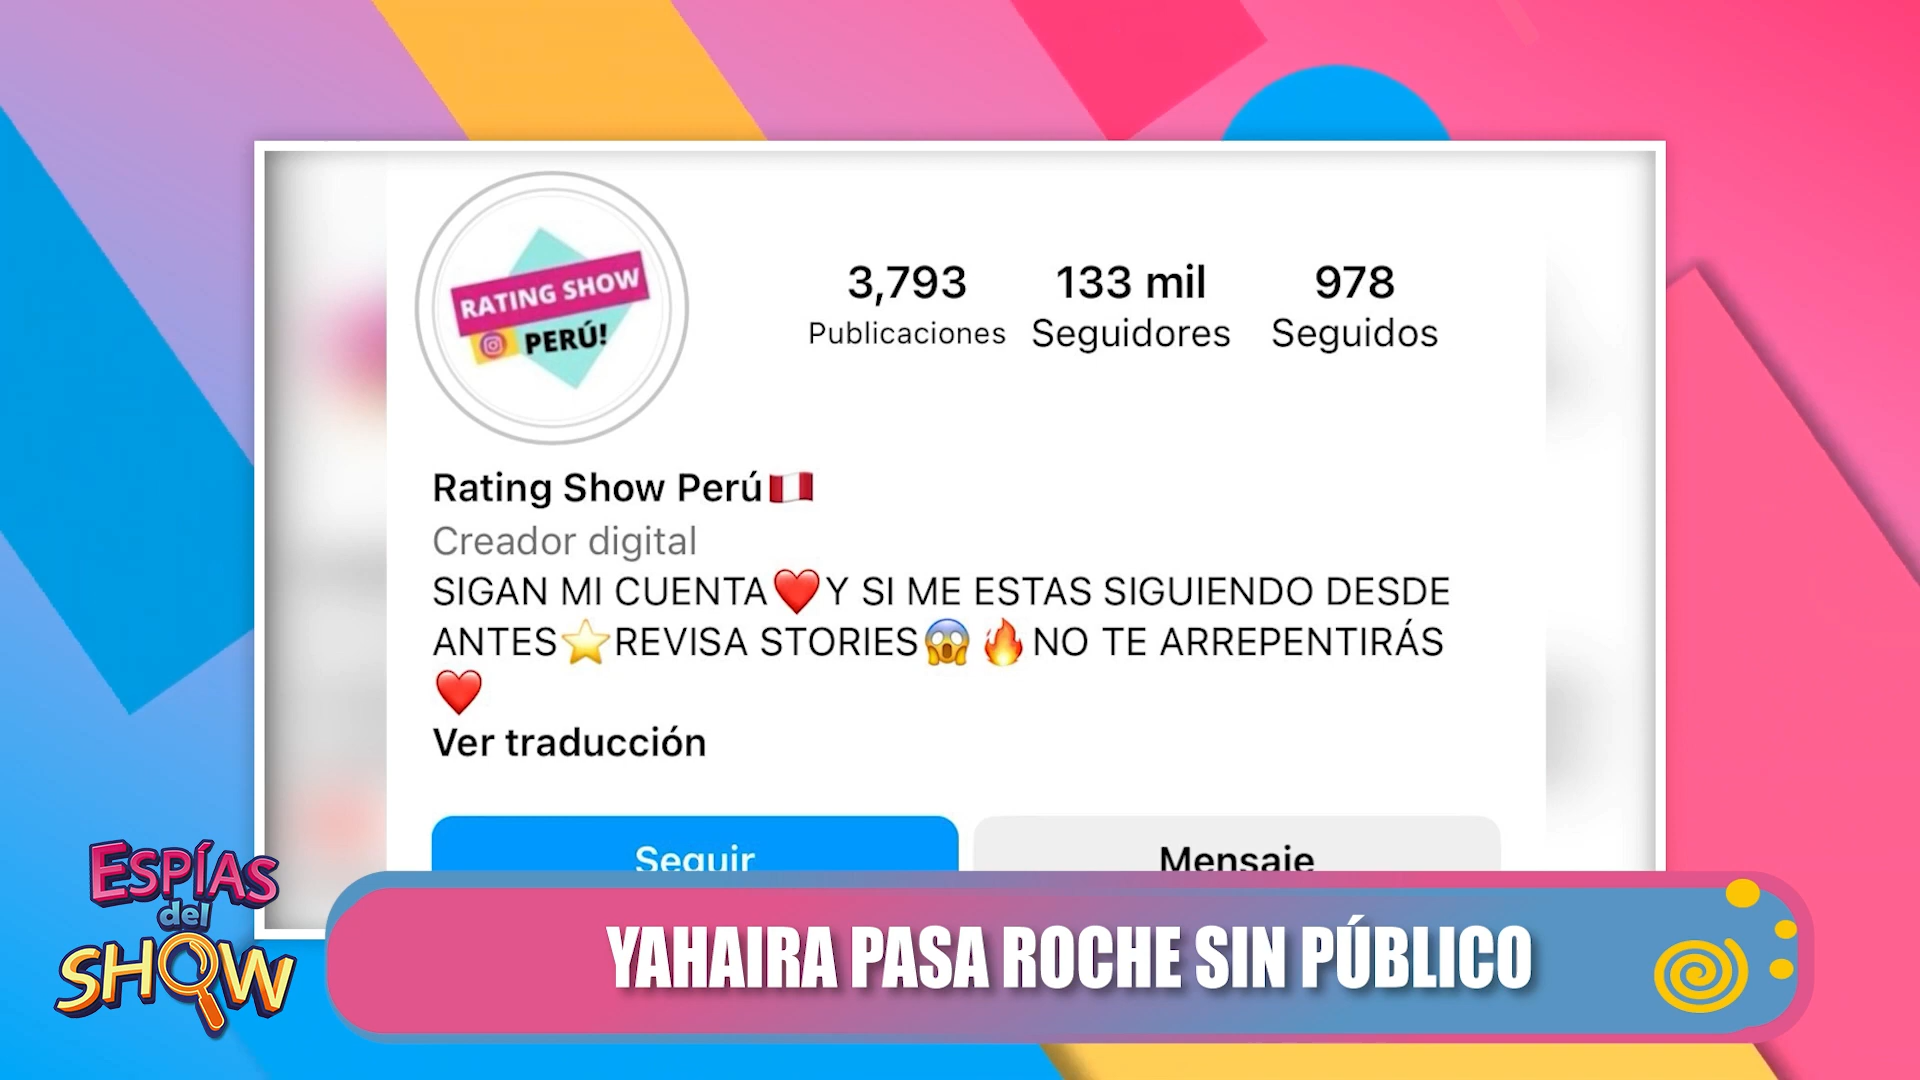 RATING SHOW
PERÚ!
3,793 133 mil 978
Publicaciones Seguidores Seguidos
Rating Show Perú🇵🇪
Creador digital
SIGAN MI CUENTA❤️Y SI ME ESTAS SIGUIENDO DESDE
ANTES⭐REVISA STORIES😱🔥NO TE ARREPENTIRÁS
❤️
Ver traducción
Seguir Mensaje
ESPÍAS
del
SHOW
YAHAIRA PASA ROCHE SIN PÚBLICO